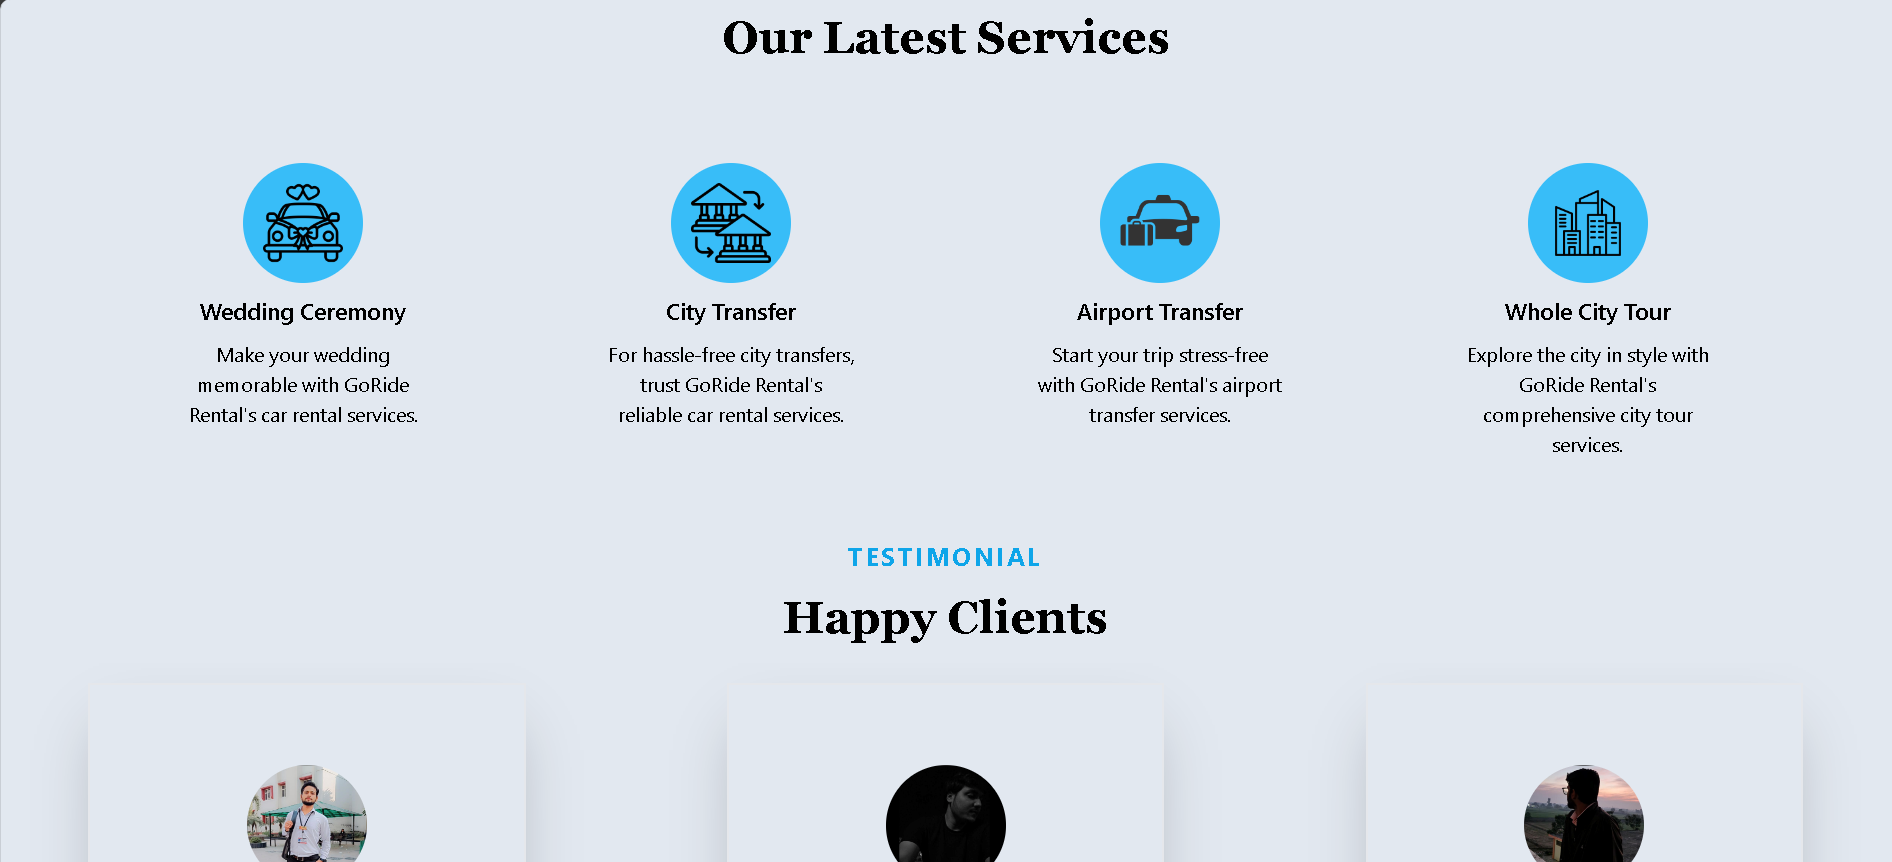 Our Latest Services
Wedding Ceremony
Make your wedding
memorable with GoRide
Rental's car rental services.
City Transfer
For hassle-free city transfers,
trust GoRide Rental's
reliable car rental services.
Airport Transfer
Start your trip stress-free
with GoRide Rental's airport
transfer services.
Whole City Tour
Explore the city in style with
GoRide Rental's
comprehensive city tour
services.
TESTIMONIAL
Happy Clients